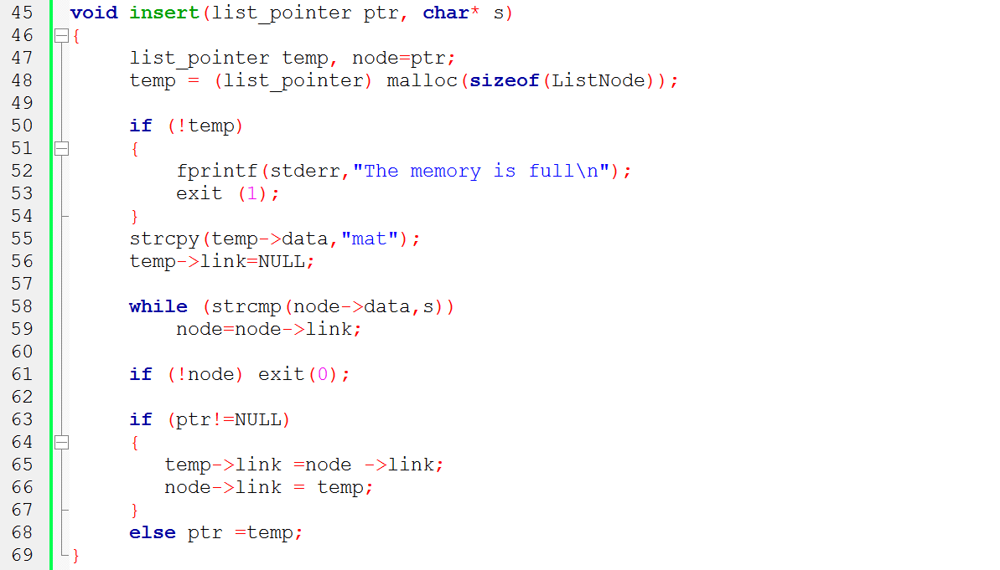 45 void insert(list_pointer ptr, char* s)
46 {
47 list_pointer temp, node=ptr;
48 temp = (list_pointer) malloc(sizeof(ListNode));
49
50 if (!temp)
51 {
52 fprintf(stderr,"The memory is full\n");
53 exit (1);
54 }
55 strcpy(temp->data,"mat");
56 temp->link=NULL;
57
58 while (strcmp(node->data,s))
59 node=node->link;
60
61 if (!node) exit(0);
62
63 if (ptr!=NULL)
64 {
65 temp->link =node ->link;
66 node->link = temp;
67 }
68 else ptr =temp;
69 }